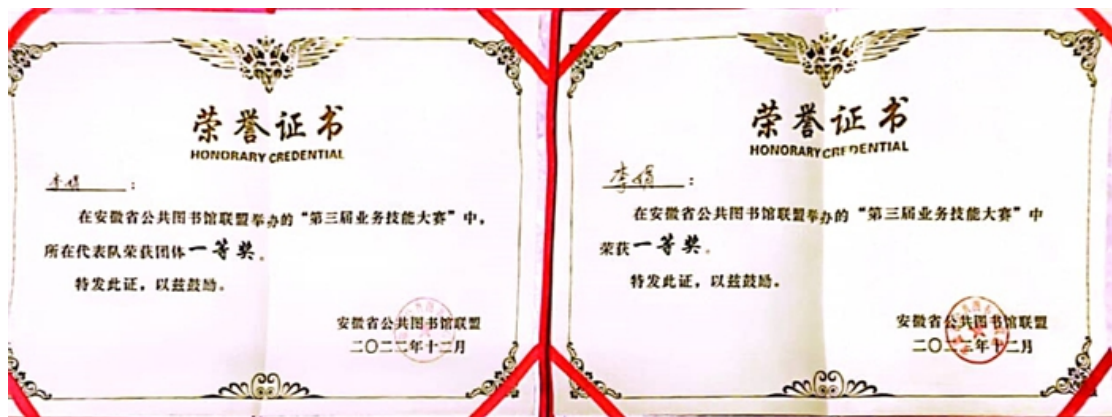 荣誉证书
HONORARY CREDENTIAL
李娟:
在安徽省公共图书馆联盟举办的“第三届业务技能大赛”中,
所在代表队荣获团体一等奖。
特发此证,以兹鼓励。
安徽省公共图书馆联盟
二〇二二年十二月
荣誉证书
HONORARY CREDENTIAL
李娟:
在安徽省公共图书馆联盟举办的“第三届业务技能大赛”中
荣获一等奖。
特发此证,以兹鼓励。
安徽省公共图书馆联盟
二〇二二年十二月